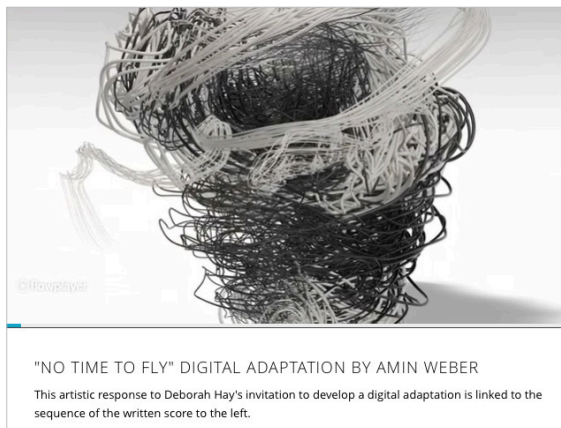 flowplayer
"NO TIME TO FLY" DIGITAL ADAPTATION BY AMIN WEBER
This artistic response to Deborah Hay's invitation to develop a digital adaptation is linked to the
sequence of the written score to the left.